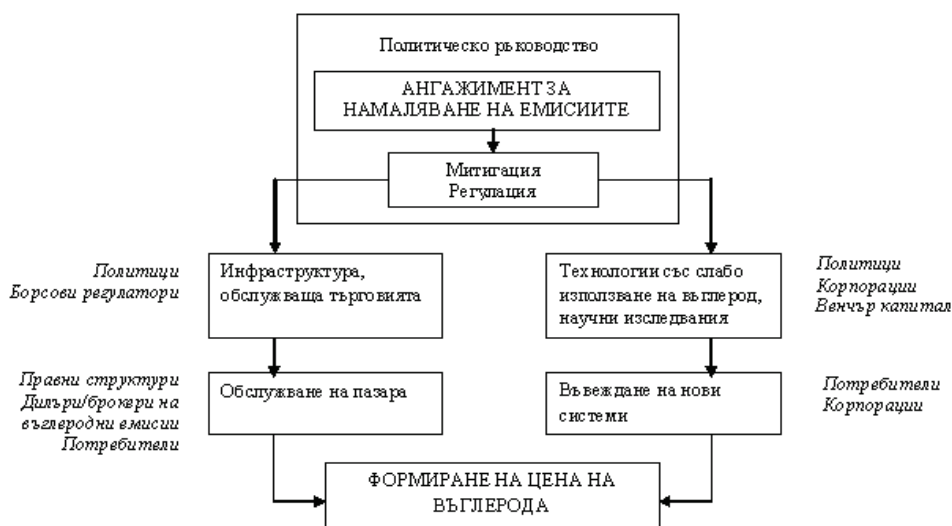 Политическо ръководство
АНГАЖИМЕНТ ЗА
НАМАЛЯВАНЕ НА ЕМИСИИТЕ
Митигация
Регулация
Политици
Борсови регулатори
Инфраструктура,
обслужваща търговията
Технологии със слабо
използване на въглерод,
научни изследвания
Политици
Корпорации
Венчър капитал
Правни структури
Дилъри/брокери на
въглеродни емисии
Потребители
Обслужване на пазара
Въвеждане на нови
системи
Потребители
Корпорации
ФОРМИРАНЕ НА ЦЕНА НА
ВЪГЛЕРОДА